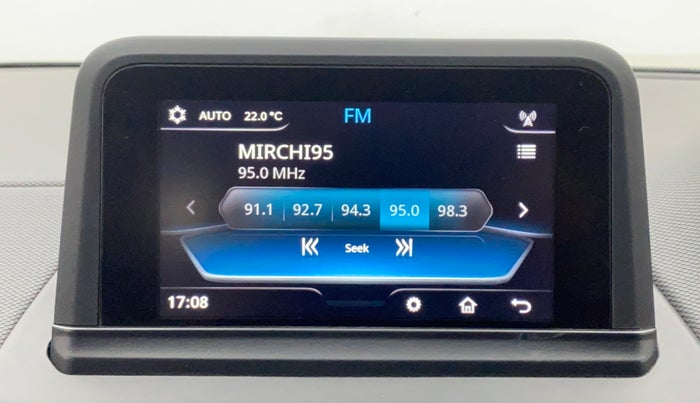 AUTO 22.0°C FM
MIRCHI95
95.0 MHz
91.1 92.7 94.3 95.0 98.3
Seek
17:08